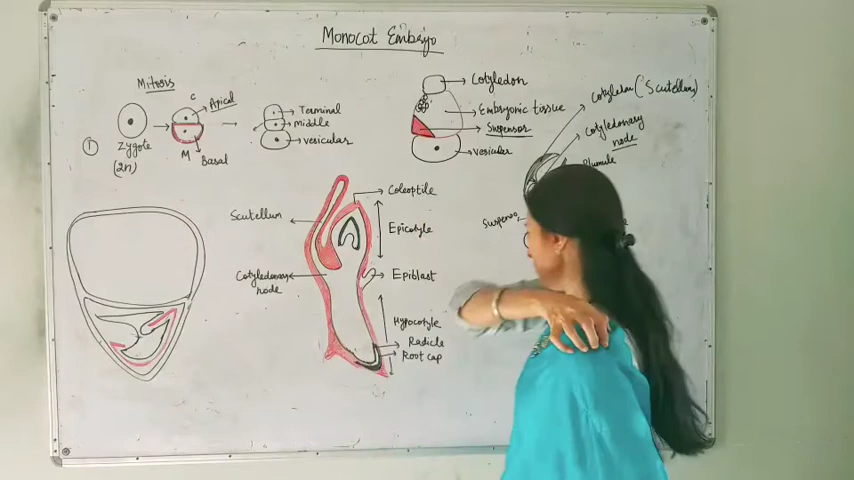 Monocot Embryo
Mitosis
C
Apical
①
Zygote
(2n)
M
Basal
Terminal
middle
vesicular
Cotyledon
Embryonic tissue
Suspensor
vesicular
Cotyledon (Scutellum)
Cotyledonary
node
Plumule
Coleoptile
Scutellum
Epicotyle
Cotyledonary
node
Epiblast
Hypocotyle
Radicle
Root cap